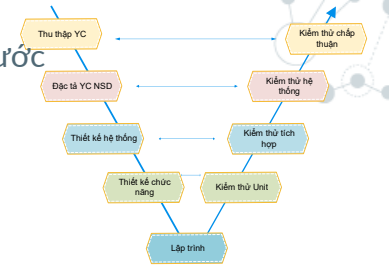 Thu thập YC
Kiểm thử chấp
thuận
ước
Đặc tả YC NSD
Kiểm thử hệ
thống
Thiết kế hệ thống
Kiểm thử tích
hợp
Thiết kế chức
năng
Kiểm thử Unit
Lập trình